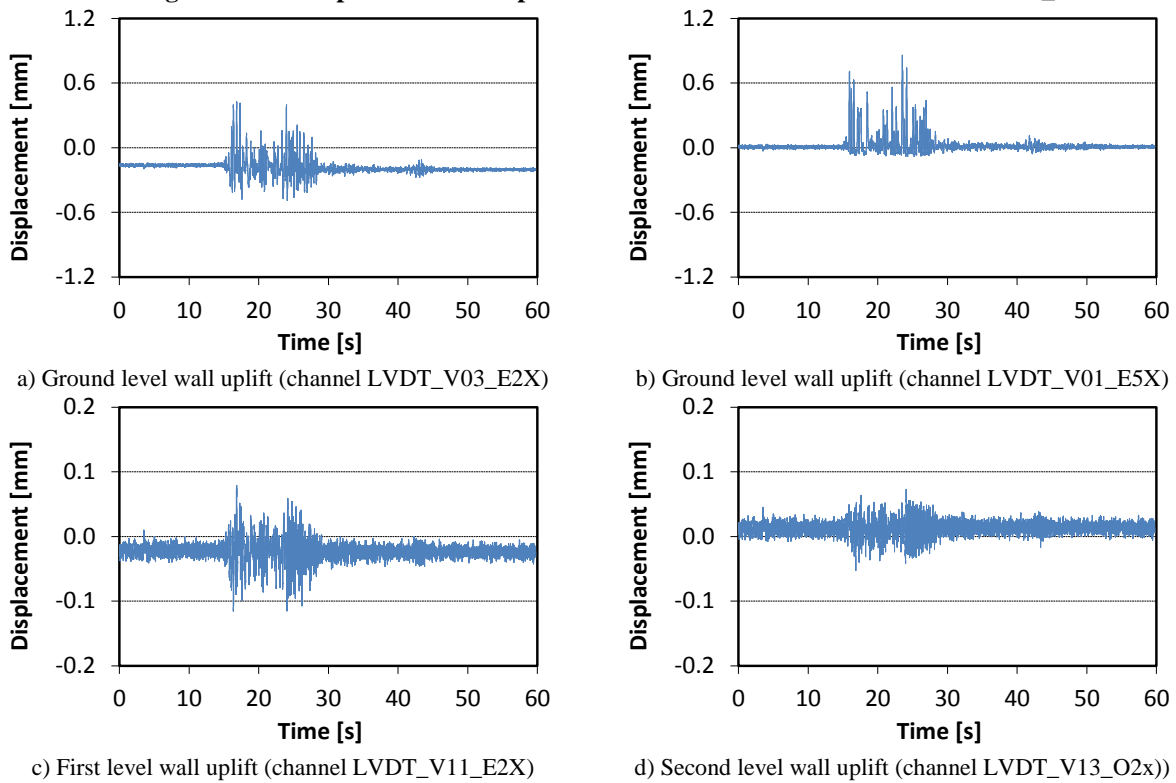 Displacement [mm]
1.2
0.6
0.0
-0.6
-1.2
0 10 20 30 40 50 60
Time [s]
a) Ground level wall uplift (channel LVDT_V03_E2X)
Displacement [mm]
1.2
0.6
0.0
-0.6
-1.2
0 10 20 30 40 50 60
Time [s]
b) Ground level wall uplift (channel LVDT_V01_E5X)
Displacement [mm]
0.2
0.1
0.0
-0.1
-0.2
0 10 20 30 40 50 60
Time [s]
c) First level wall uplift (channel LVDT_V11_E2X)
Displacement [mm]
0.2
0.1
0.0
-0.1
-0.2
0 10 20 30 40 50 60
Time [s]
d) Second level wall uplift (channel LVDT_V13_O2x))